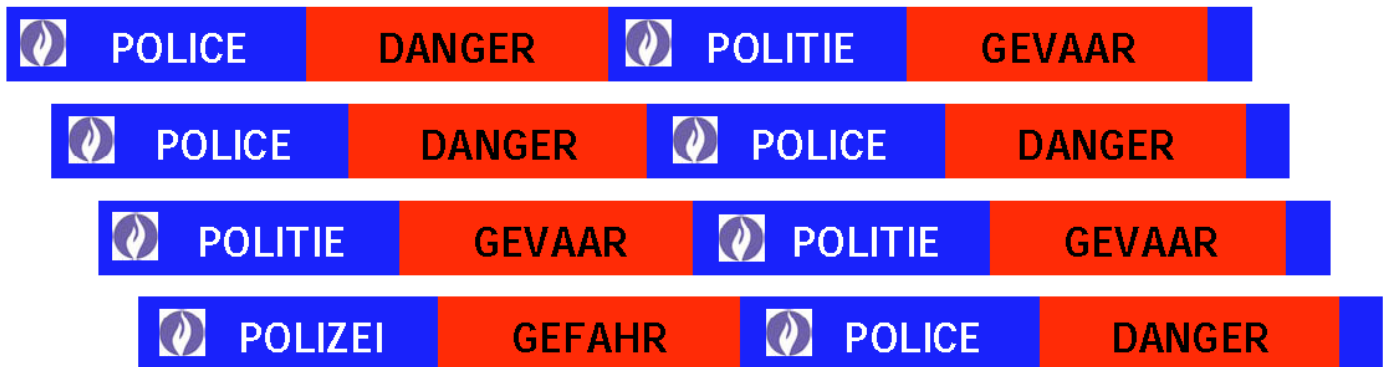 POLICE DANGER POLITIE GEVAAR
POLICE DANGER POLICE DANGER
POLITIE GEVAAR POLITIE GEVAAR
POLIZEI GEFAHR POLICE DANGER